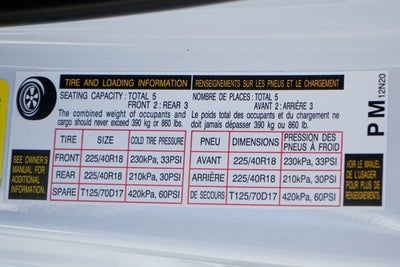 TIRE AND LOADING INFORMATION
SEATING CAPACITY : TOTAL 5
FRONT 2 : REAR 3
The combined weight of occupants and
cargo should never exceed 390 kg or 860 lbs.
RENSEIGNEMENTS SUR LES PNEUS ET LE CHARGEMENT
NOMBRE DE PLACES : TOTAL 5
AVANT 2 : ARRIÈRE 3
Le poids total des occupants et du chargement ne
doit jamais dépasser 390 kg ou 860 lb.
SEE OWNER'S
MANUAL FOR
ADDITIONAL
INFORMATION.
TIRE SIZE COLD TIRE PRESSURE
FRONT 225/40R18 230kPa, 33PSI
REAR 225/40R18 210kPa, 30PSI
SPARE T125/70D17 420kPa, 60PSI
PNEU DIMENSIONS PRESSION DES
PNEUS À FROID
AVANT 225/40R18 230kPa, 33PSI
ARRIÈRE 225/40R18 210kPa, 30PSI
DE SECOURS T125/70D17 420kPa, 60PSI
VOIR LE MANUEL
DE L'USAGER
POUR PLUS DE
RENSEIGNEMENTS
PM 12N20